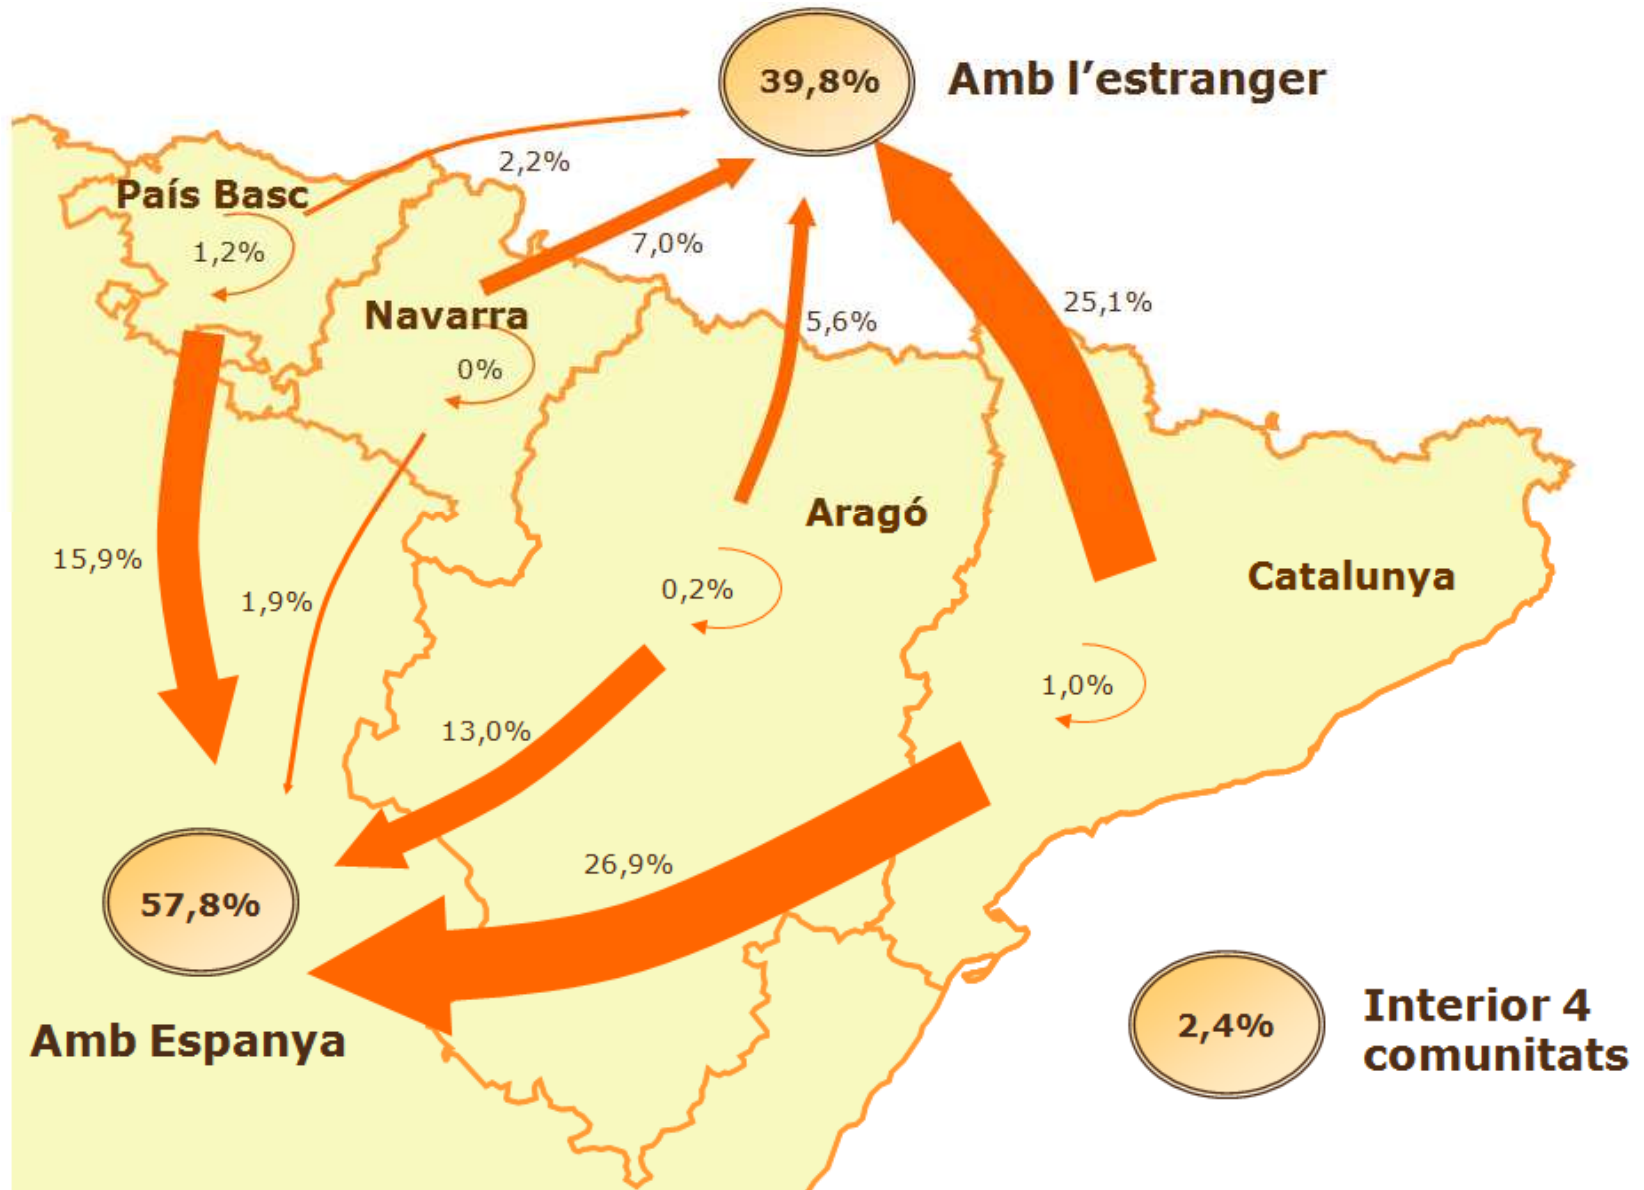 39,8%
Amb l'estranger
2,2%
País Basc
1,2%
7,0%
Navarra
0%
5,6%
25,1%
Aragó
15,9%
1,9%
0,2%
Catalunya
1,0%
13,0%
26,9%
57,8%
Amb Espanya
2,4%
Interior 4
comunitats